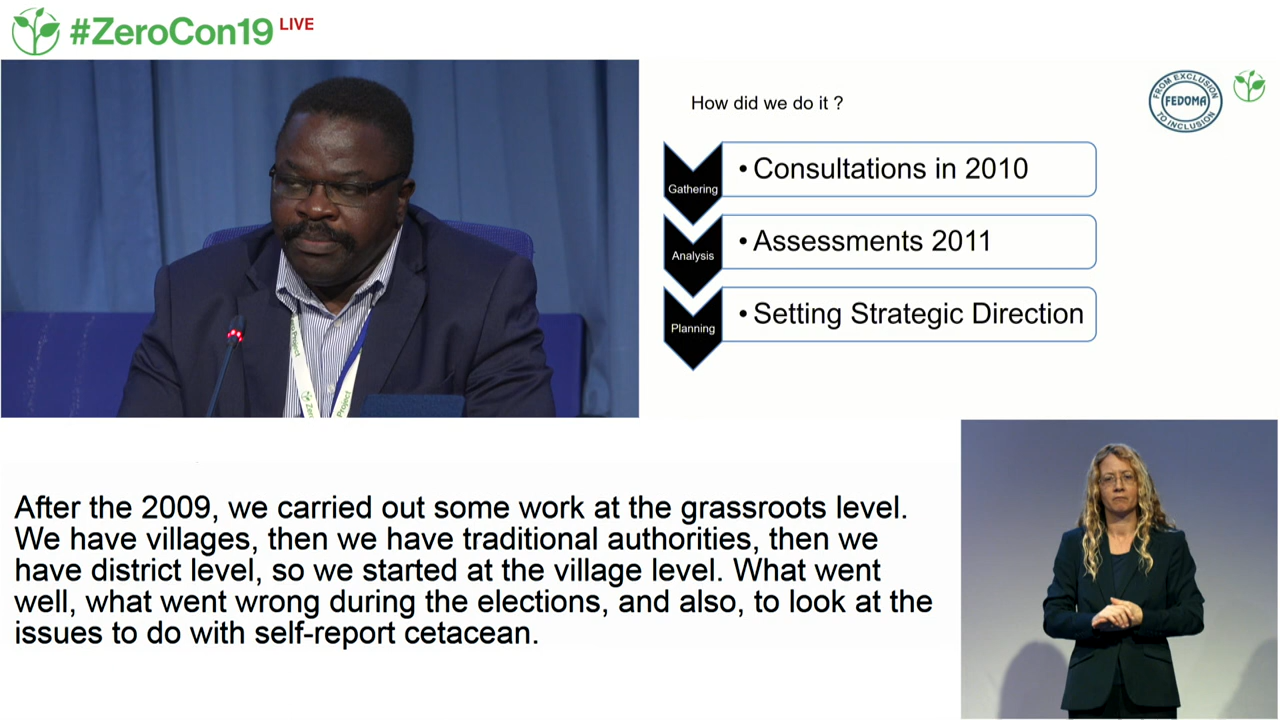 #ZeroCon19 LIVE
How did we do it ?
FROM EXCLUSION
FEDOMA
TO INCLUSION
Gathering
• Consultations in 2010
Analysis
• Assessments 2011
Planning
• Setting Strategic Direction
Project
Zero
Project
After the 2009, we carried out some work at the grassroots level.
We have villages, then we have traditional authorities, then we
have district level, so we started at the village level. What went
well, what went wrong during the elections, and also, to look at the
issues to do with self-report cetacean.